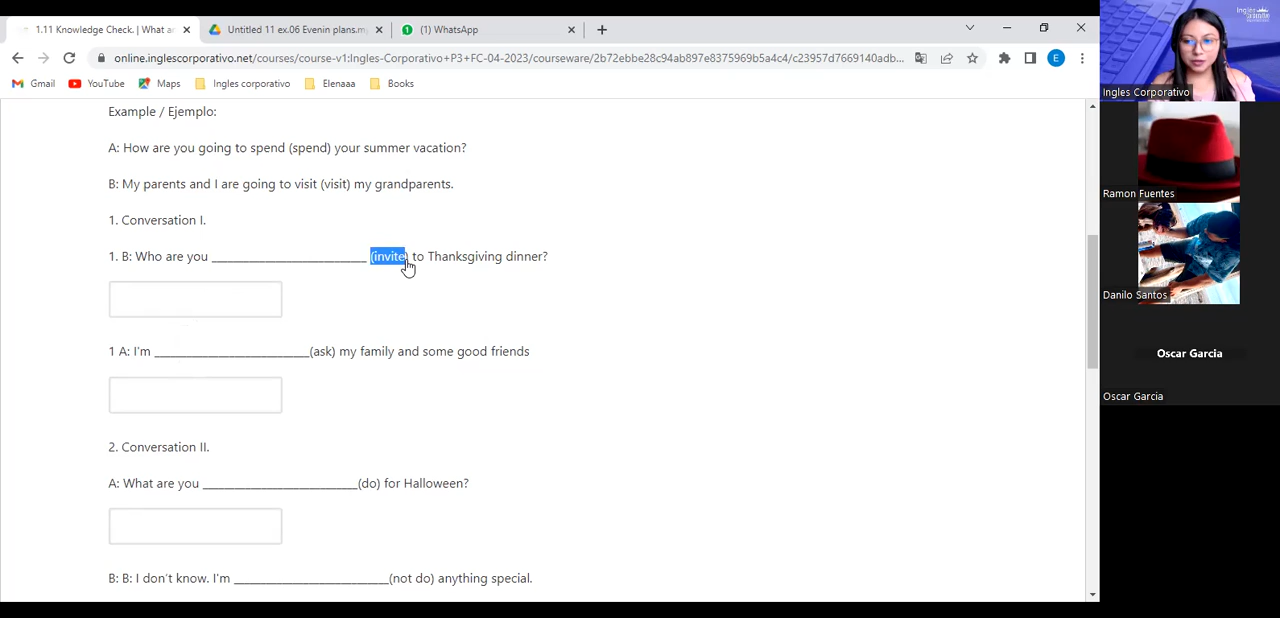 1.11 Knowledge Check. | What a
Untitled 11 ex.06 Evenin plans.m
1
(1) WhatsApp
online.inglescorporativo.net/courses/course-v1:Ingles-Corporativo+P3+FC-04-2023/courseware/2b72ebbe28c94ab897e8375969b5a4c4/c23957d7669140adb...
E
Gmail
YouTube
Maps
Ingles corporativo
Elenaaa
Books
Example / Ejemplo:
A: How are you going to spend (spend) your summer vacation?
B: My parents and I are going to visit (visit) my grandparents.
1. Conversation I.
1. B: Who are you ____________________ (invite) to Thanksgiving dinner?
1 A: I'm ____________________(ask) my family and some good friends
2. Conversation II.
A: What are you ____________________(do) for Halloween?
B: B: I don't know. I'm ____________________(not do) anything special.
Ingles Corporativo
Ramon Fuentes
Danilo Santos
Oscar Garcia
Oscar Garcia